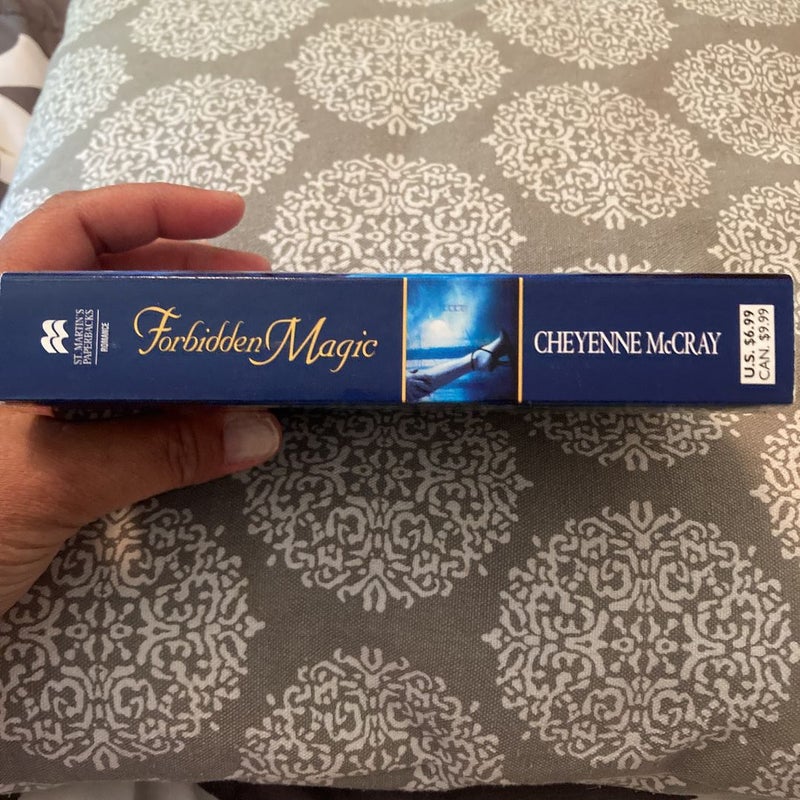 ST. MARTIN'S
PAPERBACKS
ROMANCE
Forbidden Magic
CHEYENNE McCRAY
U.S. $6.99
CAN. $9.99